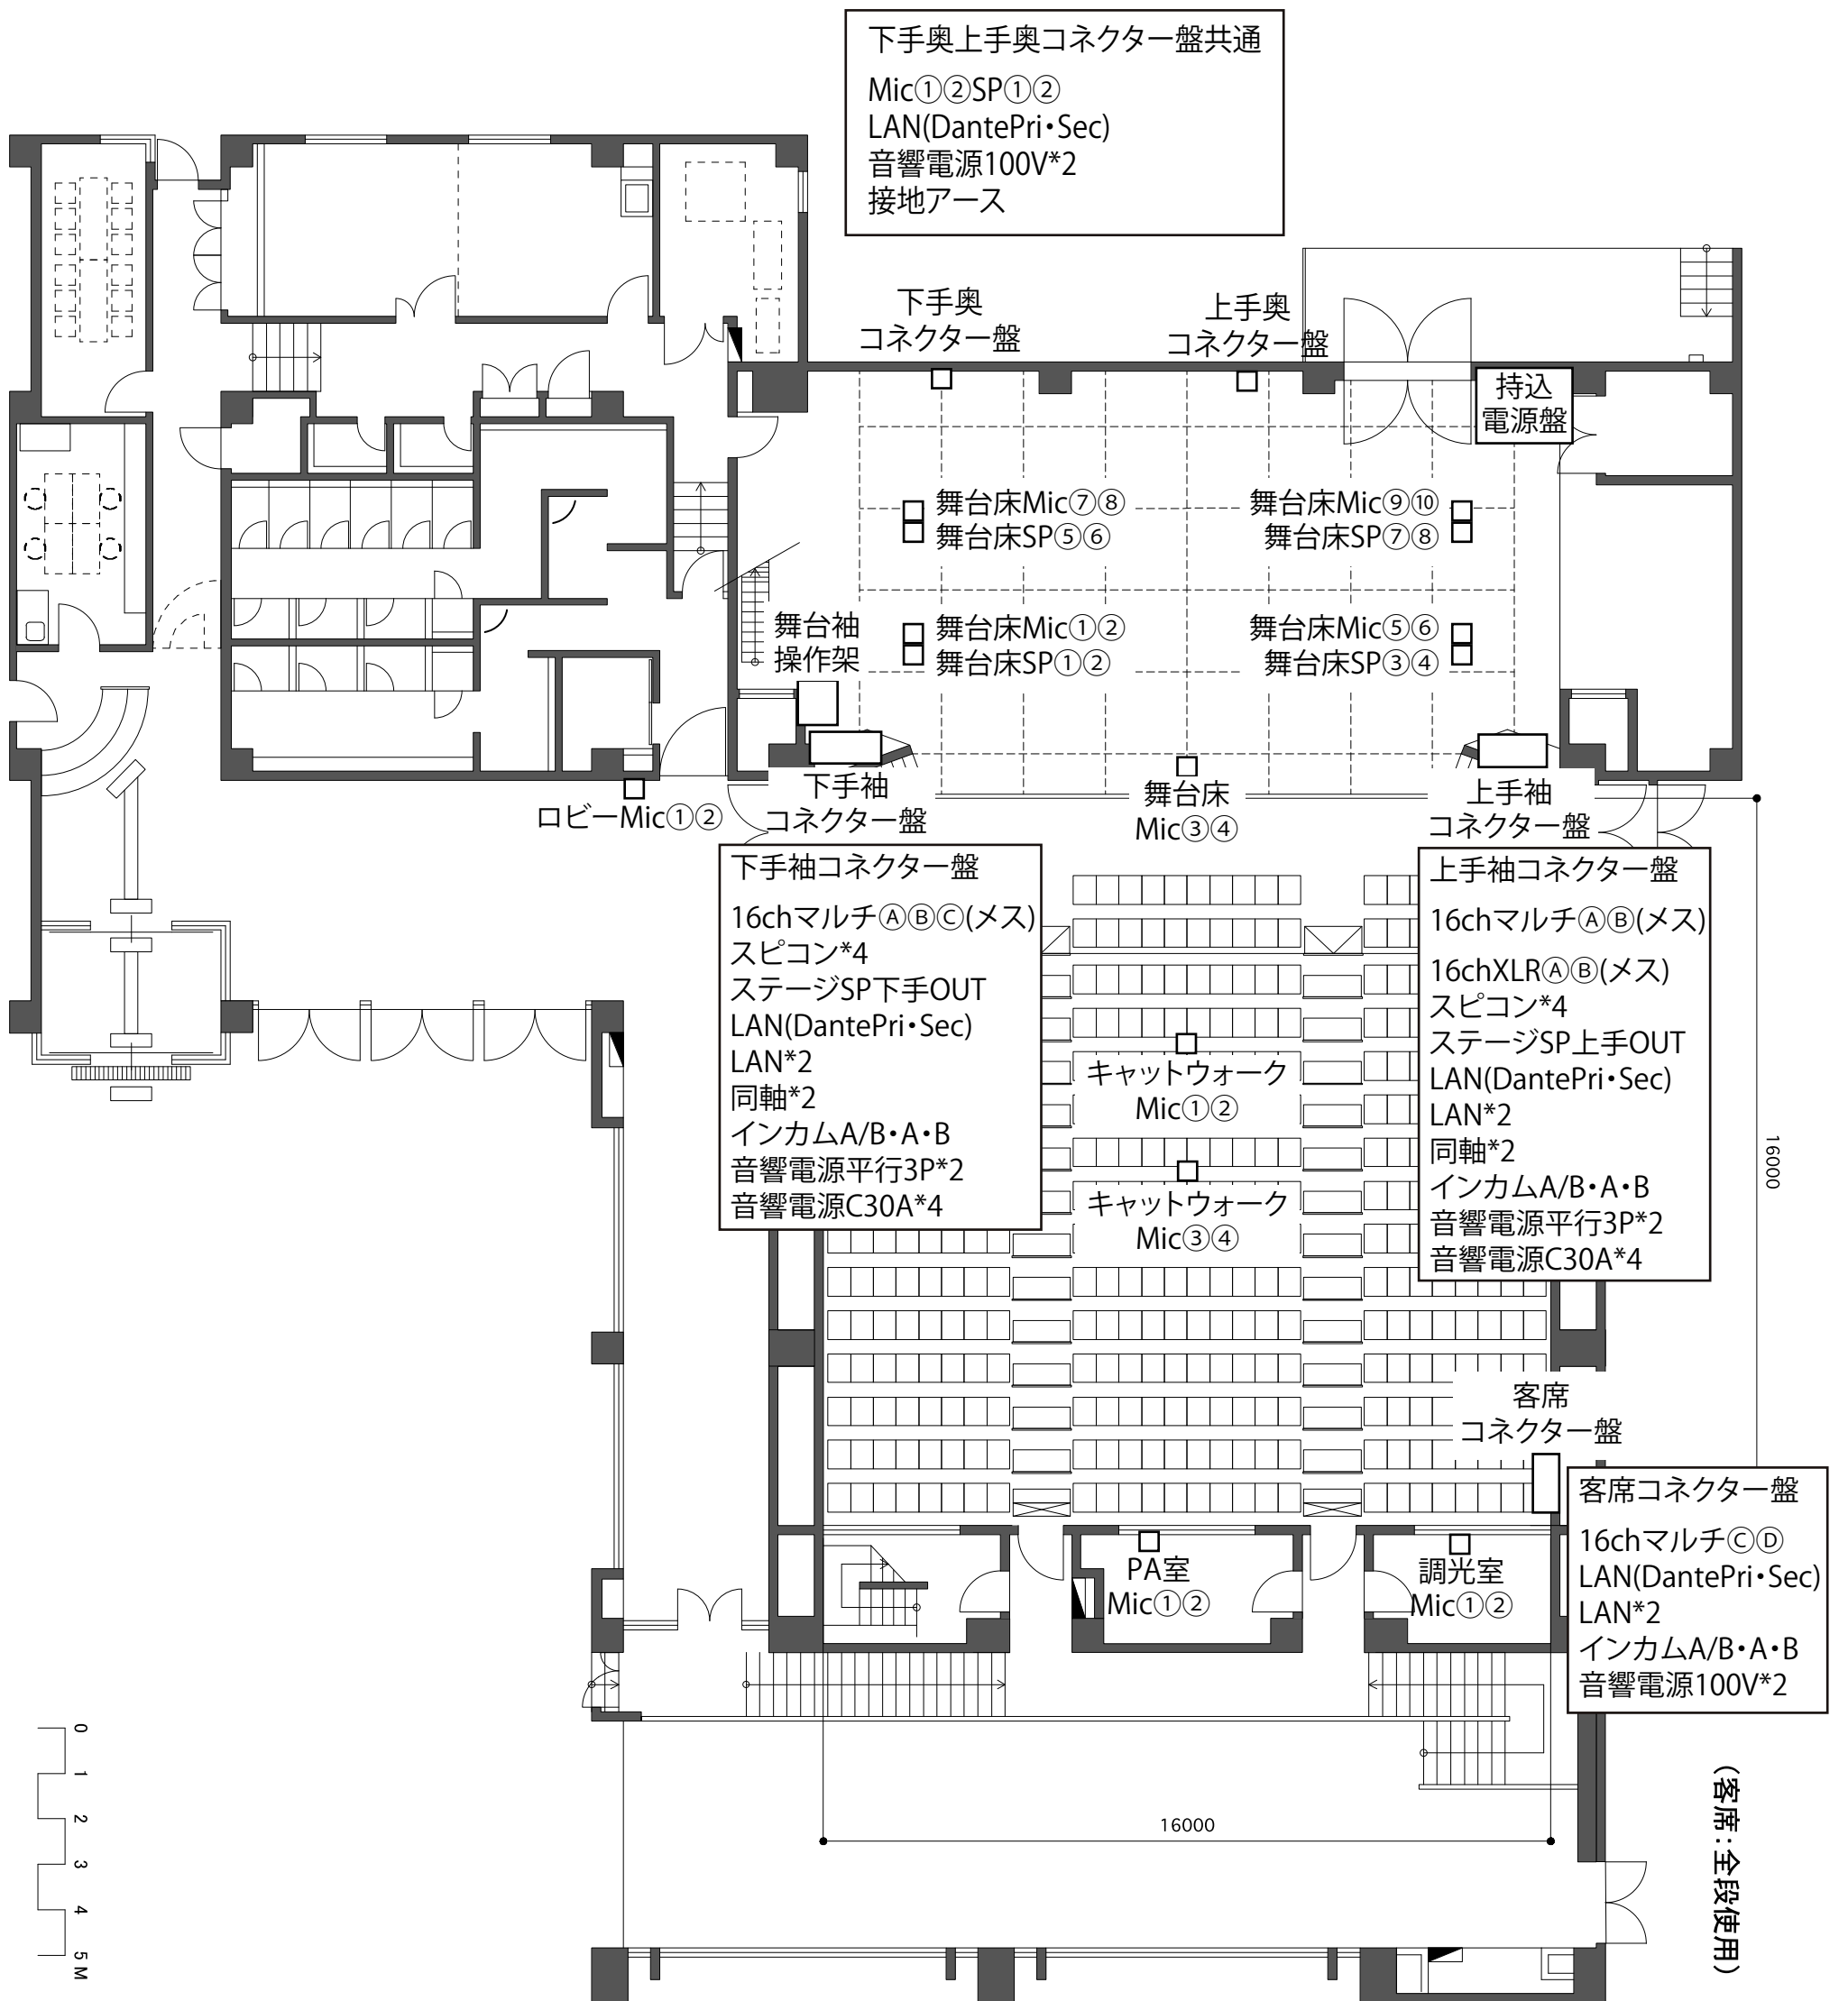 下手奥上手奥コネクター盤共通
Mic①②SP①②
LAN(DantePri・Sec)
音響電源100V*2
接地アース
下手奥
コネクター盤
上手奥
コネクター盤
持込
電源盤
舞台床Mic⑦⑧
舞台床SP⑤⑥
舞台床Mic⑨⑩
舞台床SP⑦⑧
舞台袖
操作架
舞台床Mic①②
舞台床SP①②
舞台床Mic⑤⑥
舞台床SP③④
ロビーMic①②
下手袖
コネクター盤
舞台床
Mic③④
上手袖
コネクター盤
下手袖コネクター盤
16chマルチⒶⒷⒸ(メス)
スピコン*4
ステージSP下手OUT
LAN(DantePri・Sec)
LAN*2
同軸*2
インカムA/B・A・B
音響電源平行3P*2
音響電源C30A*4
キャットウォーク
Mic①②
キャットウォーク
Mic③④
上手袖コネクター盤
16chマルチⒶⒷ(メス)
16chXLRⒶⒷ(メス)
スピコン*4
ステージSP上手OUT
LAN(DantePri・Sec)
LAN*2
同軸*2
インカムA/B・A・B
音響電源平行3P*2
音響電源C30A*4
16000
客席
コネクター盤
客席コネクター盤
16chマルチⒸⒹ
LAN(DantePri・Sec)
LAN*2
インカムA/B・A・B
音響電源100V*2
PA室
Mic①②
調光室
Mic①②
16000
0 1 2 3 4 5M
（客席：全段使用）